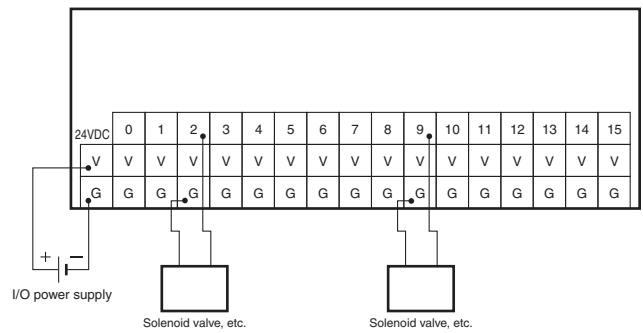 24VDC 0 1 2 3 4 5 6 7 8 9 10 11 12 13 14 15
V V V V V V V V V V V V V V V V V
G G G G G G G G G G G G G G G G G
+ −
I/O power supply
Solenoid valve, etc. Solenoid valve, etc.